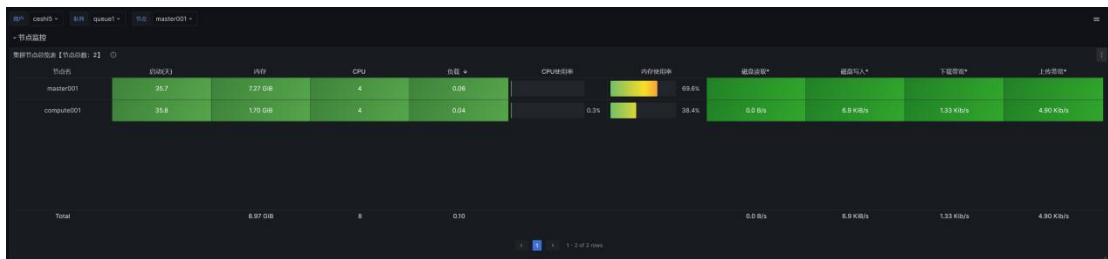 用户 ceshi5 队列 queue1 节点 master001
节点监控
集群节点总览表【节点总数：2】
节点名 启动(天) 内存 CPU 负载 CPU使用率 内存使用率 磁盘读取* 磁盘写入* 下载带宽* 上传带宽*
master001 35.7 7.27 GiB 4 0.06 69.6%
compute001 35.8 1.70 GiB 4 0.04 0.3% 38.4% 0.0 B/s 6.9 KiB/s 1.33 Kib/s 4.90 Kib/s
Total 8.97 GiB 8 0.10 0.0 B/s 6.9 KiB/s 1.33 Kib/s 4.90 Kib/s
1 1 - 2 of 2 rows